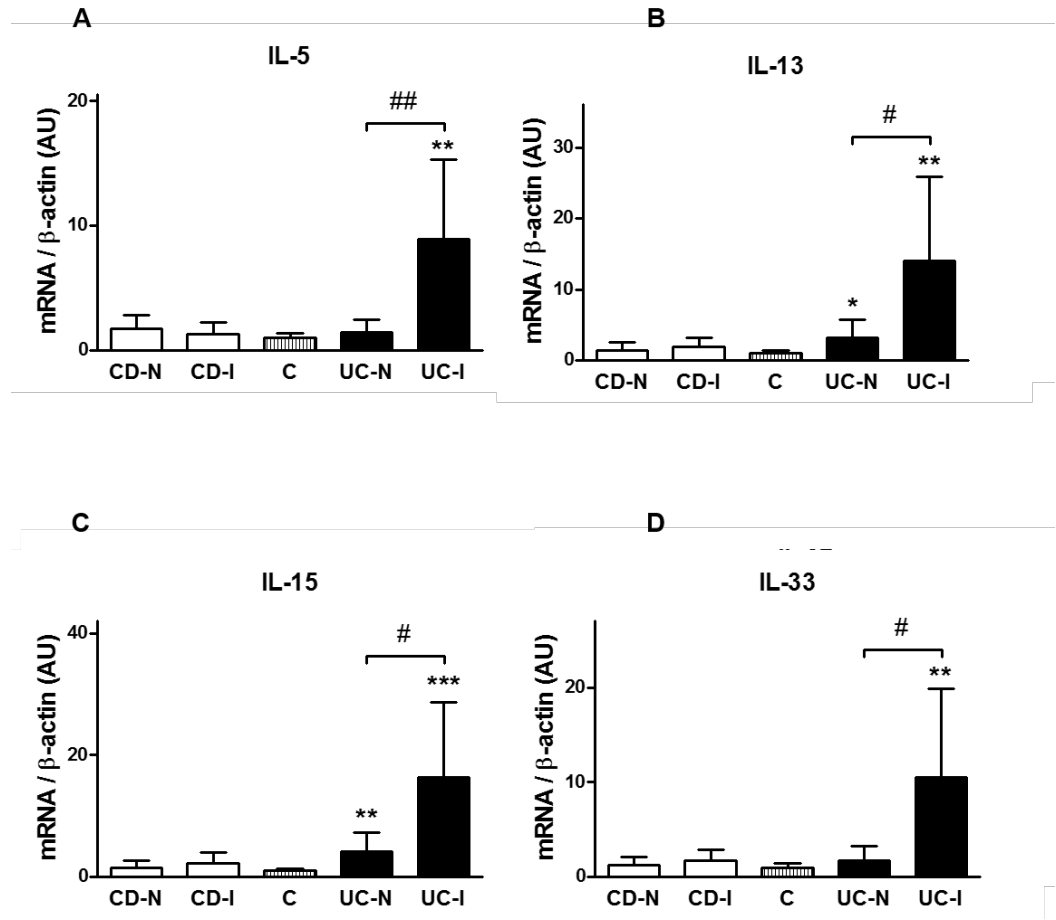 A
IL-5
mRNA / β-actin (AU)
20
10
0
##
**
CD-N CD-I C UC-N UC-I
B
IL-13
mRNA / β-actin (AU)
30
20
10
0
#
**
*
CD-N CD-I C UC-N UC-I
C
IL-15
mRNA / β-actin (AU)
40
20
0
#
***
**
CD-N CD-I C UC-N UC-I
D
IL-33
mRNA / β-actin (AU)
20
10
0
#
**
CD-N CD-I C UC-N UC-I